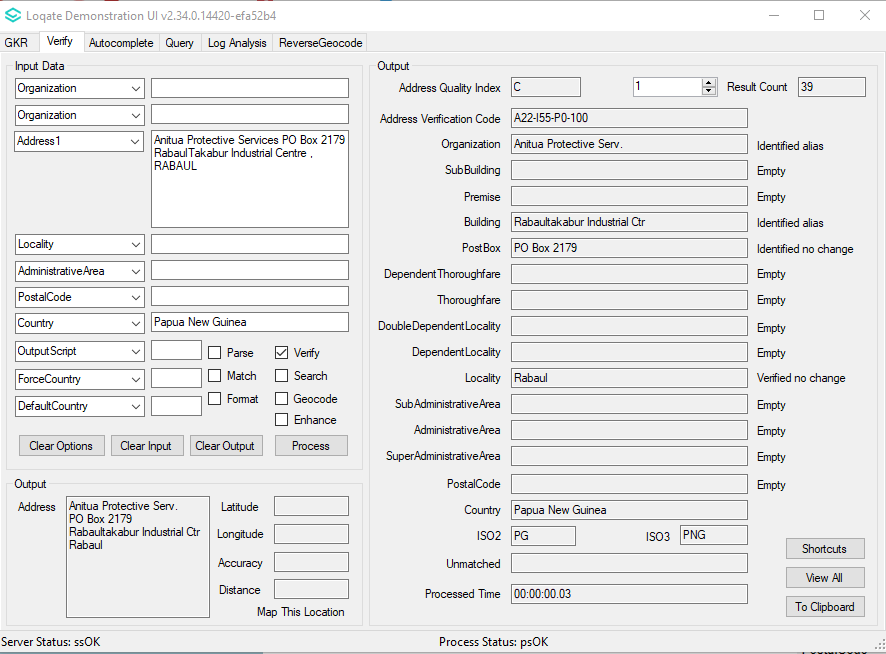 Loqate Demonstration UI v2.34.0.14420-efa52b4
GKR Verify Autocomplete Query Log Analysis ReverseGeocode
Input Data
Organization
Organization
Address1 Anitua Protective Services PO Box 2179
RabaulTakabur Industrial Centre ,
RABAUL
Locality
AdministrativeArea
PostalCode
Country Papua New Guinea
OutputScript Parse Verify
ForceCountry Match Search
DefaultCountry Format Geocode
Enhance
Clear Options Clear Input Clear Output Process
Output
Address Anitua Protective Serv.
PO Box 2179
Rabaultakabur Industrial Ctr
Rabaul
Latitude
Longitude
Accuracy
Distance
Map This Location
Output
Address Quality Index C 1 Result Count 39
Address Verification Code A22-I55-P0-100
Organization Anitua Protective Serv. Identified alias
SubBuilding Empty
Premise Empty
Building Rabaultakabur Industrial Ctr Identified alias
PostBox PO Box 2179 Identified no change
DependentThoroughfare Empty
Thoroughfare Empty
DoubleDependentLocality Empty
DependentLocality Empty
Locality Rabaul Verified no change
SubAdministrativeArea Empty
AdministrativeArea Empty
SuperAdministrativeArea Empty
PostalCode Empty
Country Papua New Guinea
ISO2 PG ISO3 PNG
Unmatched
Processed Time 00:00:00.03
Shortcuts
View All
To Clipboard
Server Status: ssOK Process Status: psOK